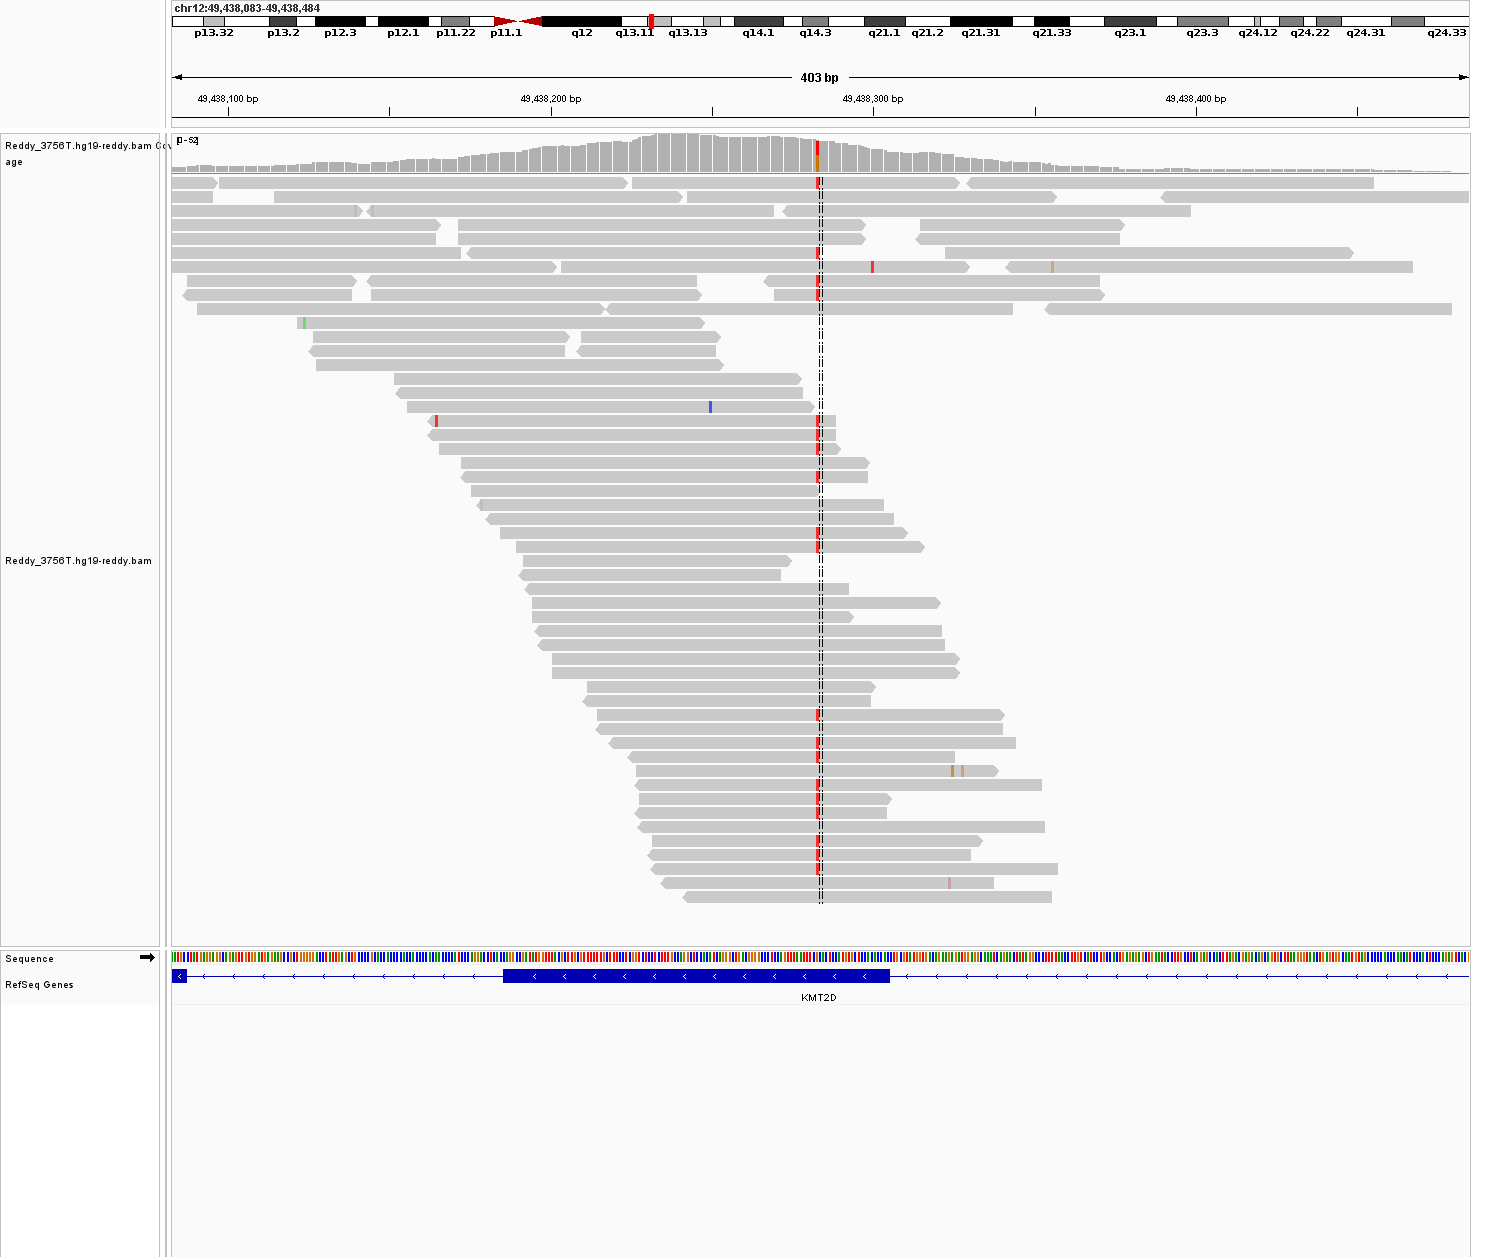 chr12:49,438,083-49,438,484
p13.32 p13.2 p12.3 p12.1 p11.22 p11.1 q12 q13.11 q13.13 q14.1 q14.3 q21.1 q21.2 q21.31 q21.33 q23.1 q23.3 q24.12 q24.22 q24.31 q24.33
403 bp
49,438,100 bp 49,438,200 bp 49,438,300 bp 49,438,400 bp
Reddy_3756T.hg19-reddy.bam Cov
age
[0 - 52]
Reddy_3756T.hg19-reddy.bam
Sequence
RefSeq Genes
KMT2D